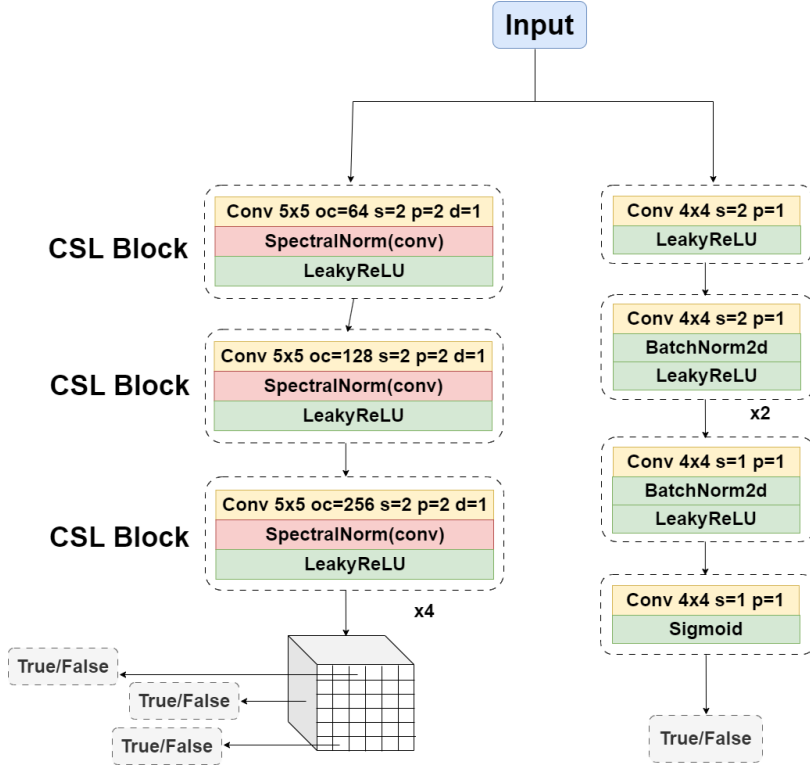 Input
CSL Block
Conv 5x5 oc=64 s=2 p=2 d=1
SpectralNorm(conv)
LeakyReLU
CSL Block
Conv 5x5 oc=128 s=2 p=2 d=1
SpectralNorm(conv)
LeakyReLU
CSL Block
Conv 5x5 oc=256 s=2 p=2 d=1
SpectralNorm(conv)
LeakyReLU
x4
True/False
True/False
True/False
Conv 4x4 s=2 p=1
LeakyReLU
Conv 4x4 s=2 p=1
BatchNorm2d
LeakyReLU
x2
Conv 4x4 s=1 p=1
BatchNorm2d
LeakyReLU
Conv 4x4 s=1 p=1
Sigmoid
True/False